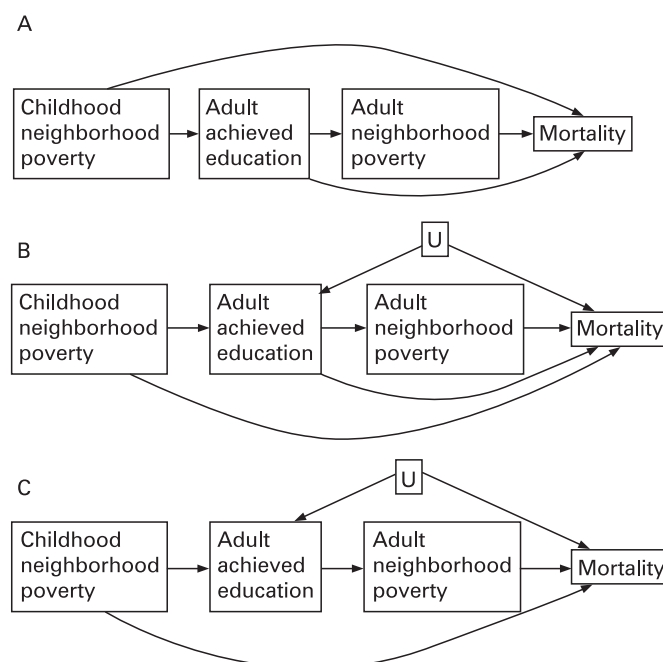 A
Childhood
neighborhood
poverty
Adult
achieved
education
Adult
neighborhood
poverty
Mortality
B
U
Childhood
neighborhood
poverty
Adult
achieved
education
Adult
neighborhood
poverty
Mortality
C
U
Childhood
neighborhood
poverty
Adult
achieved
education
Adult
neighborhood
poverty
Mortality